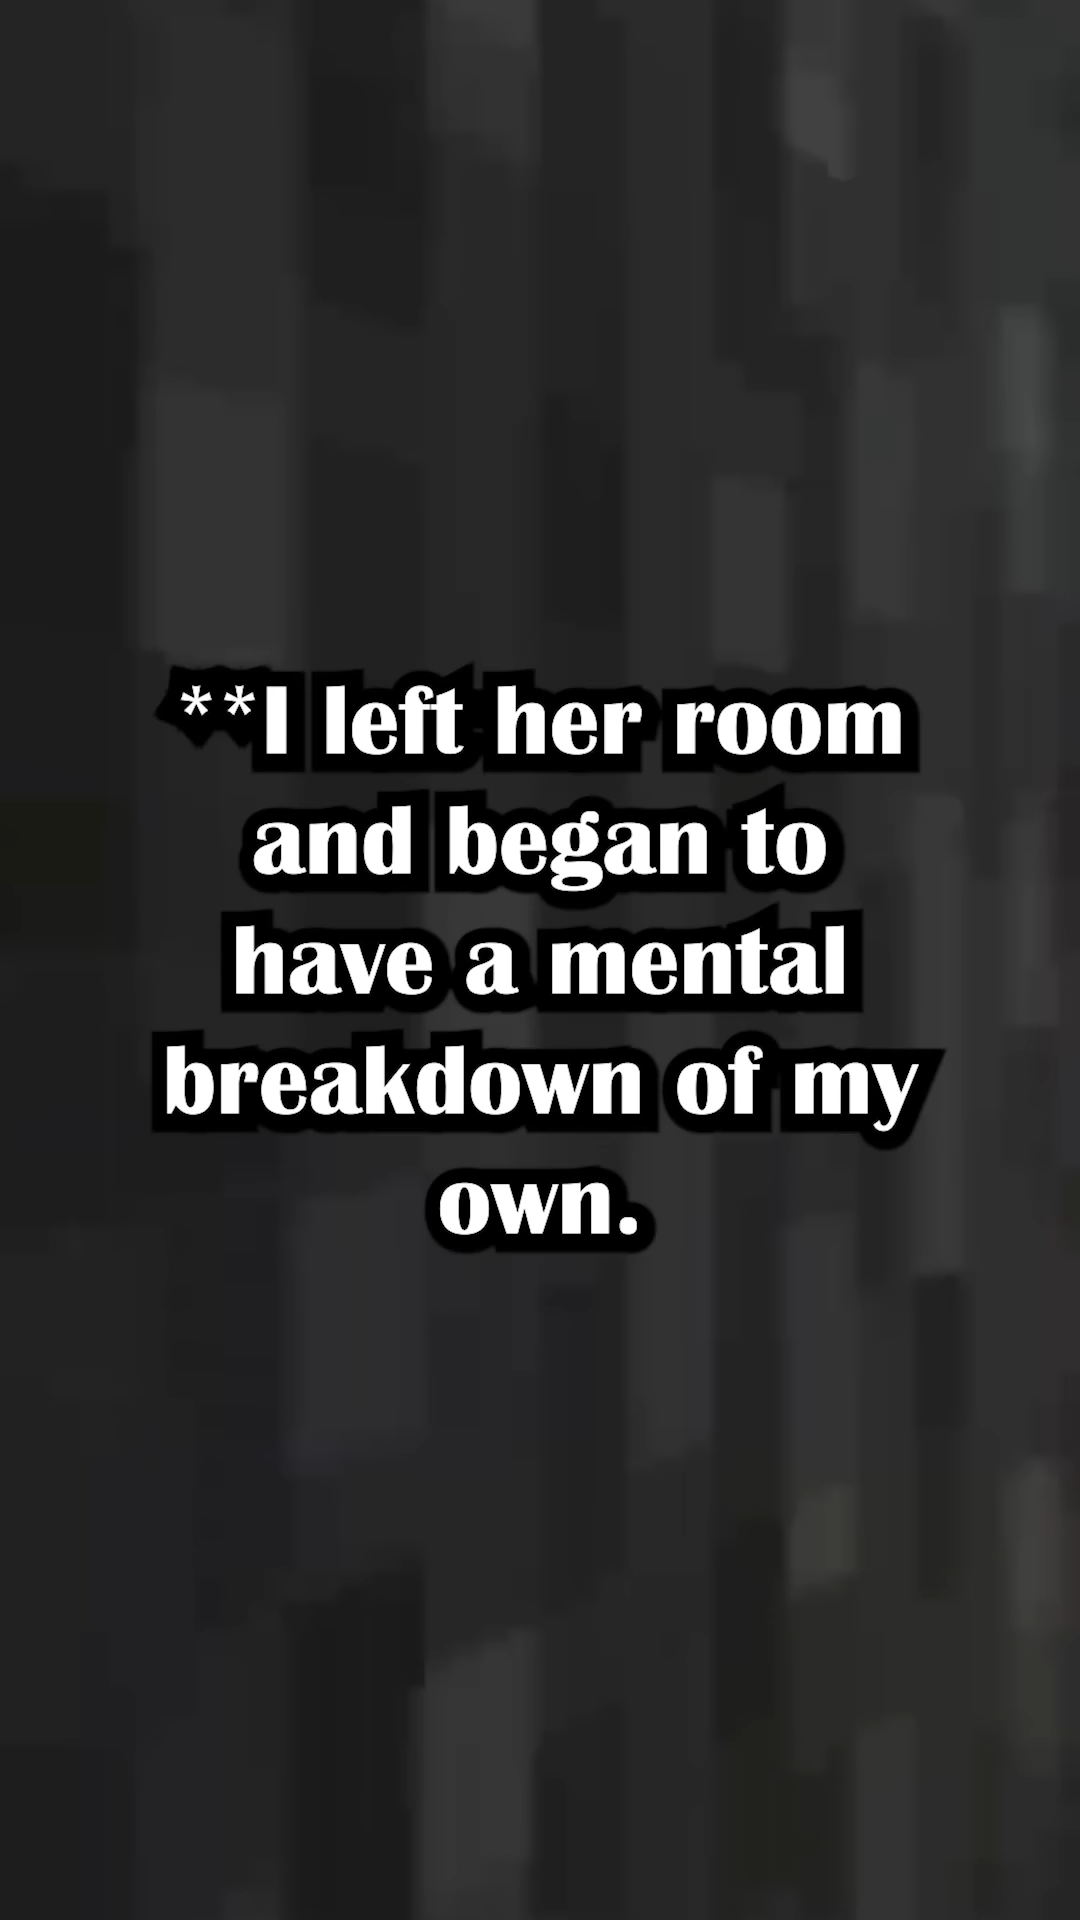 **I left her room
and began to
have a mental
breakdown of my
own.